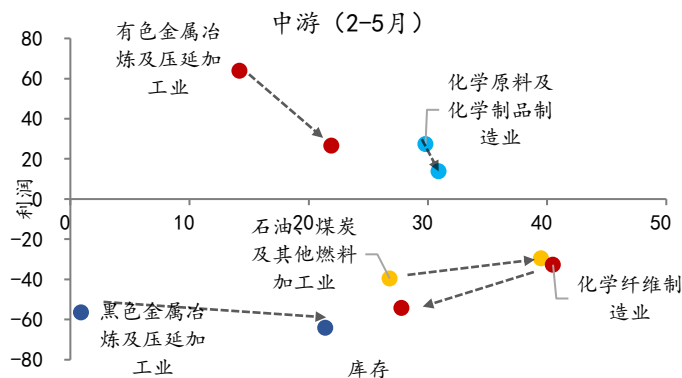 中游（2-5月）
有色金属冶
炼及压延加
工业
化学原料及
化学制品制
造业
80
60
40
20
0
-20
-40
-60
-80
利润
0
10
20
30
40
50
石油、煤炭
及其他燃料
加工业
化学纤维制
造业
黑色金属冶
炼及压延加
工业
库存